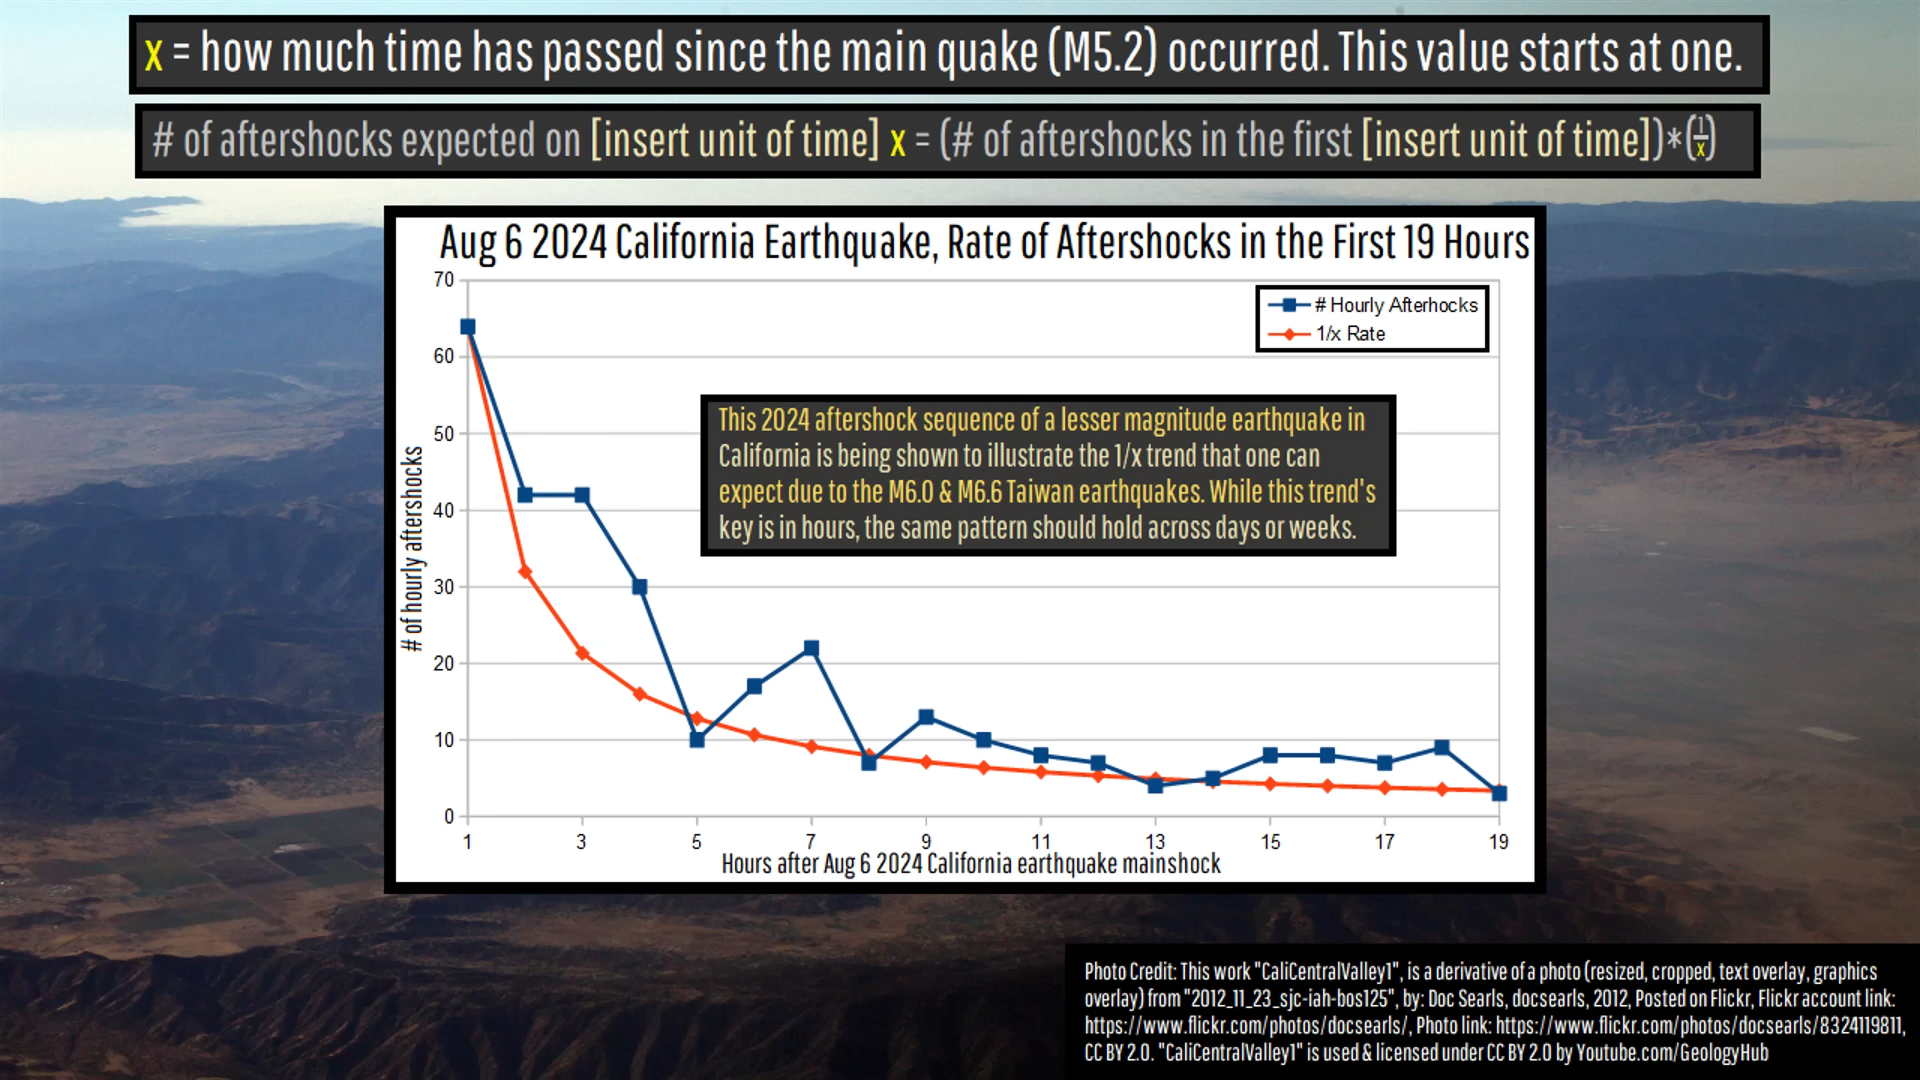 x = how much time has passed since the main quake (M5.2) occurred. This value starts at one.
# of aftershocks expected on [insert unit of time] x = (# of aftershocks in the first [insert unit of time])*(1/x)
Aug 6 2024 California Earthquake, Rate of Aftershocks in the First 19 Hours
# Hourly Afterhocks
1/x Rate
This 2024 aftershock sequence of a lesser magnitude earthquake in
California is being shown to illustrate the 1/x trend that one can
expect due to the M6.0 & M6.6 Taiwan earthquakes. While this trend's
key is in hours, the same pattern should hold across days or weeks.
# of hourly aftershocks
70
60
50
40
30
20
10
0
1 3 5 7 9 11 13 15 17 19
Hours after Aug 6 2024 California earthquake mainshock
Photo Credit: This work "CaliCentralValley1", is a derivative of a photo (resized, cropped, text overlay, graphics
overlay) from "2012_11_23_sjc-iah-bos125", by: Doc Searls, docsearls, 2012, Posted on Flickr, Flickr account link:
https://www.flickr.com/photos/docsearls/, Photo link: https://www.flickr.com/photos/docsearls/8324119811,
CC BY 2.0. "CaliCentralValley1" is used & licensed under CC BY 2.0 by Youtube.com/GeologyHub